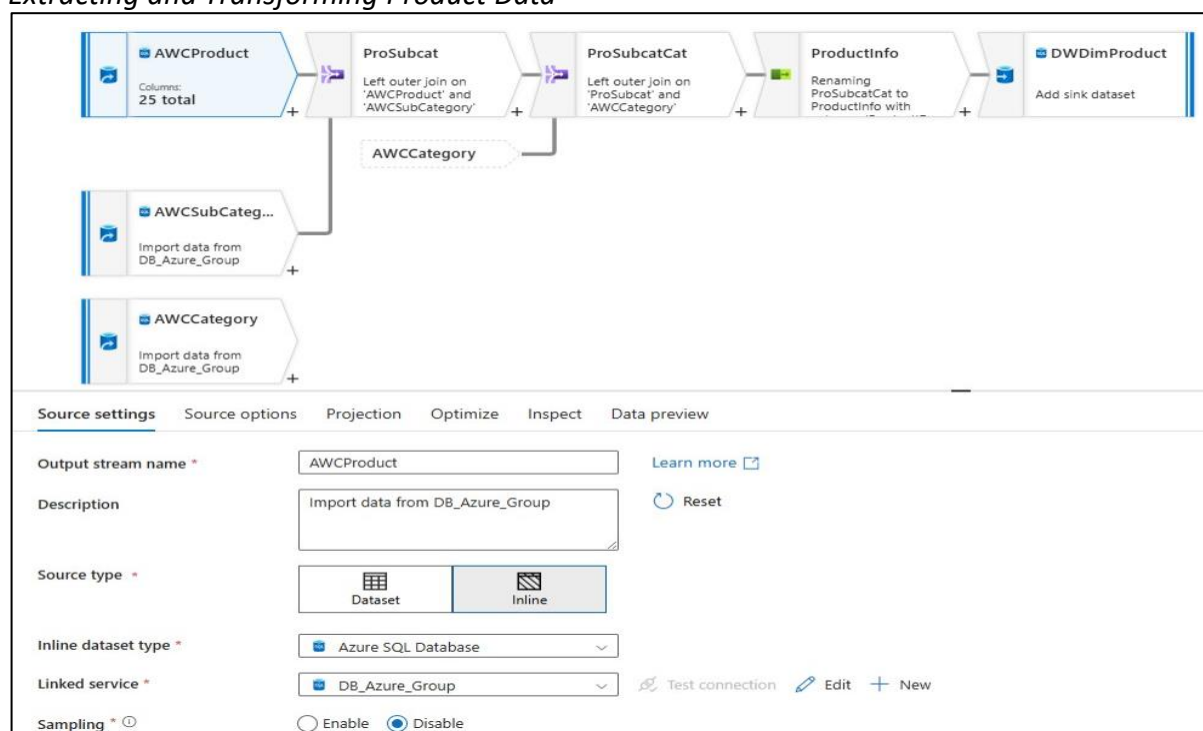 Extracting and Transforming Product Data
AWCProduct
Columns:
25 total
+
ProSubcat
Left outer join on
'AWCProduct' and
'AWCSubCategory'
+
ProSubcatCat
Left outer join on
'ProSubcat' and
'AWCCategory'
+
ProductInfo
Renaming
ProSubcatCat to
ProductInfo with
+
DWDimProduct
Add sink dataset
AWCCategory
AWCSubCateg...
Import data from
DB_Azure_Group
+
AWCCategory
Import data from
DB_Azure_Group
+
Source settings Source options Projection Optimize Inspect Data preview
Output stream name * AWCProduct Learn more
Description Import data from DB_Azure_Group Reset
Source type *
Dataset Inline
Inline dataset type * Azure SQL Database
Linked service * DB_Azure_Group Test connection Edit + New
Sampling * Enable Disable